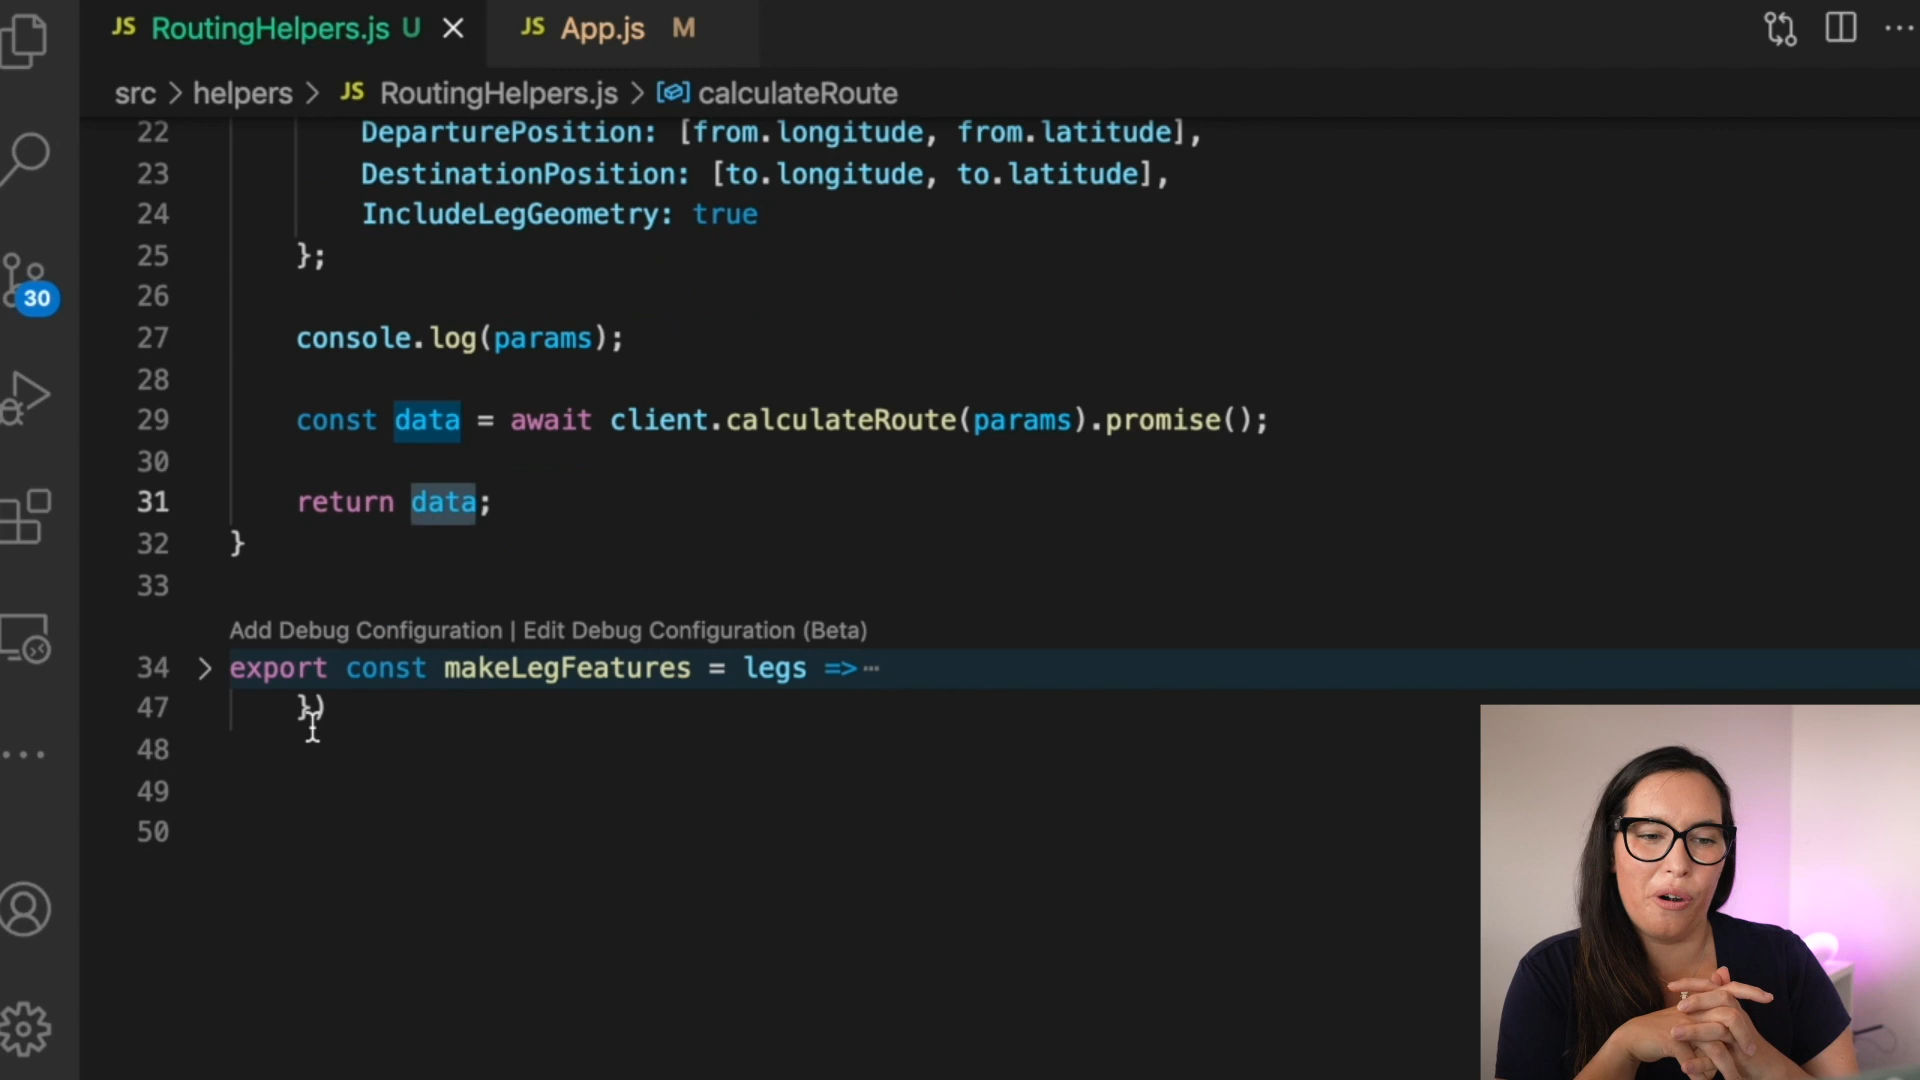 JS RoutingHelpers.js U JS App.js M
src > helpers > JS RoutingHelpers.js > calculateRoute
22 DeparturePosition: [from.longitude, from.latitude],
23 DestinationPosition: [to.longitude, to.latitude],
24 IncludeLegGeometry: true
25 };
26
27 console.log(params);
28
29 const data = await client.calculateRoute(params).promise();
30
31 return data;
32 }
33
Add Debug Configuration | Edit Debug Configuration (Beta)
34 export const makeLegFeatures = legs =>⋯
47 })
48
49
50
30